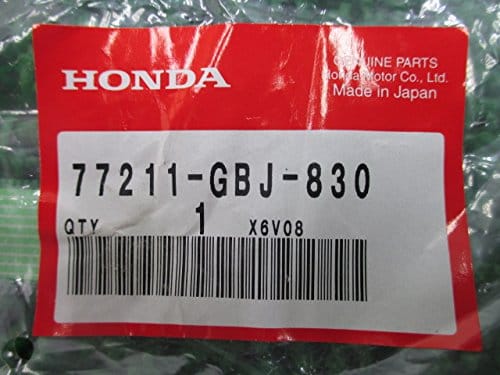 HONDA
GENUINE PARTS
Honda Motor Co., Ltd.
Made in Japan
77211-GBJ-830
QTY 1 X6V08